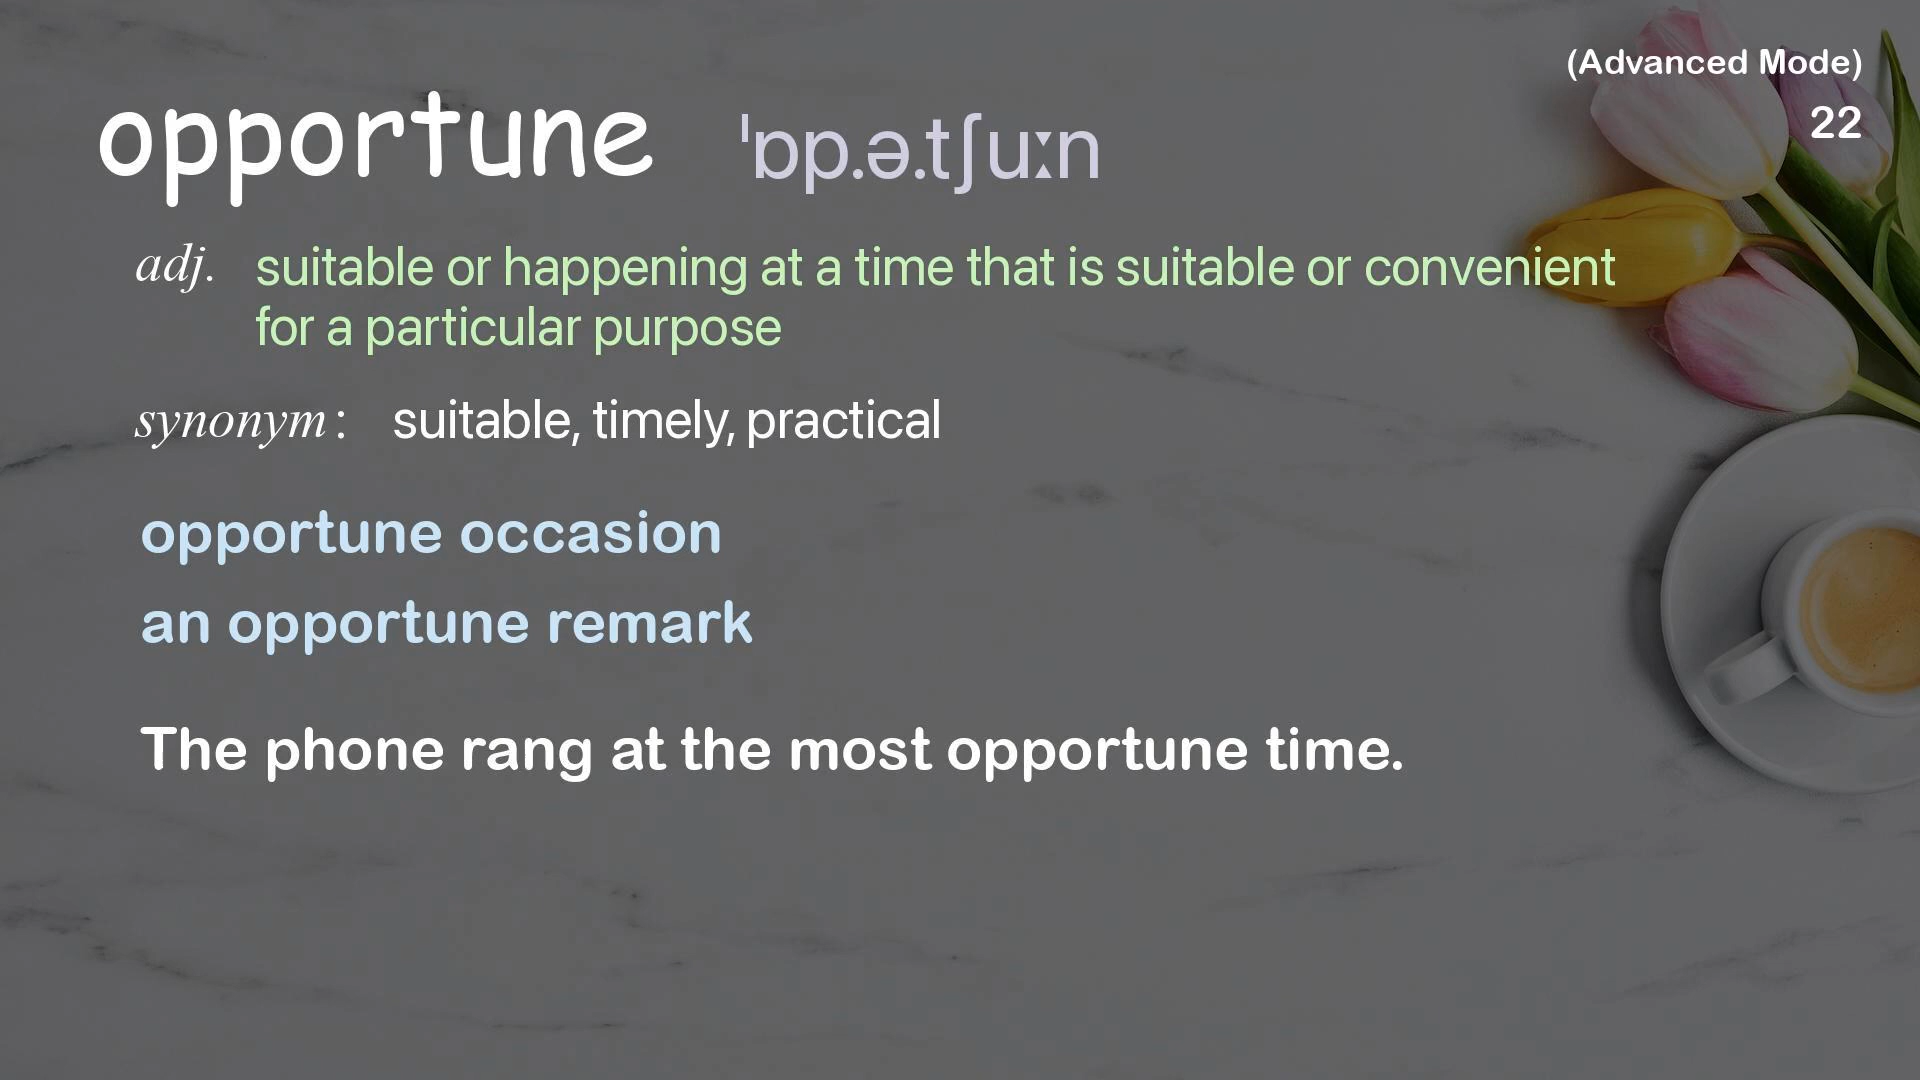 (Advanced Mode)
22
opportune ˈɒp.ə.tʃuːn
adj. suitable or happening at a time that is suitable or convenient
for a particular purpose
synonym : suitable, timely, practical
opportune occasion
an opportune remark
The phone rang at the most opportune time.